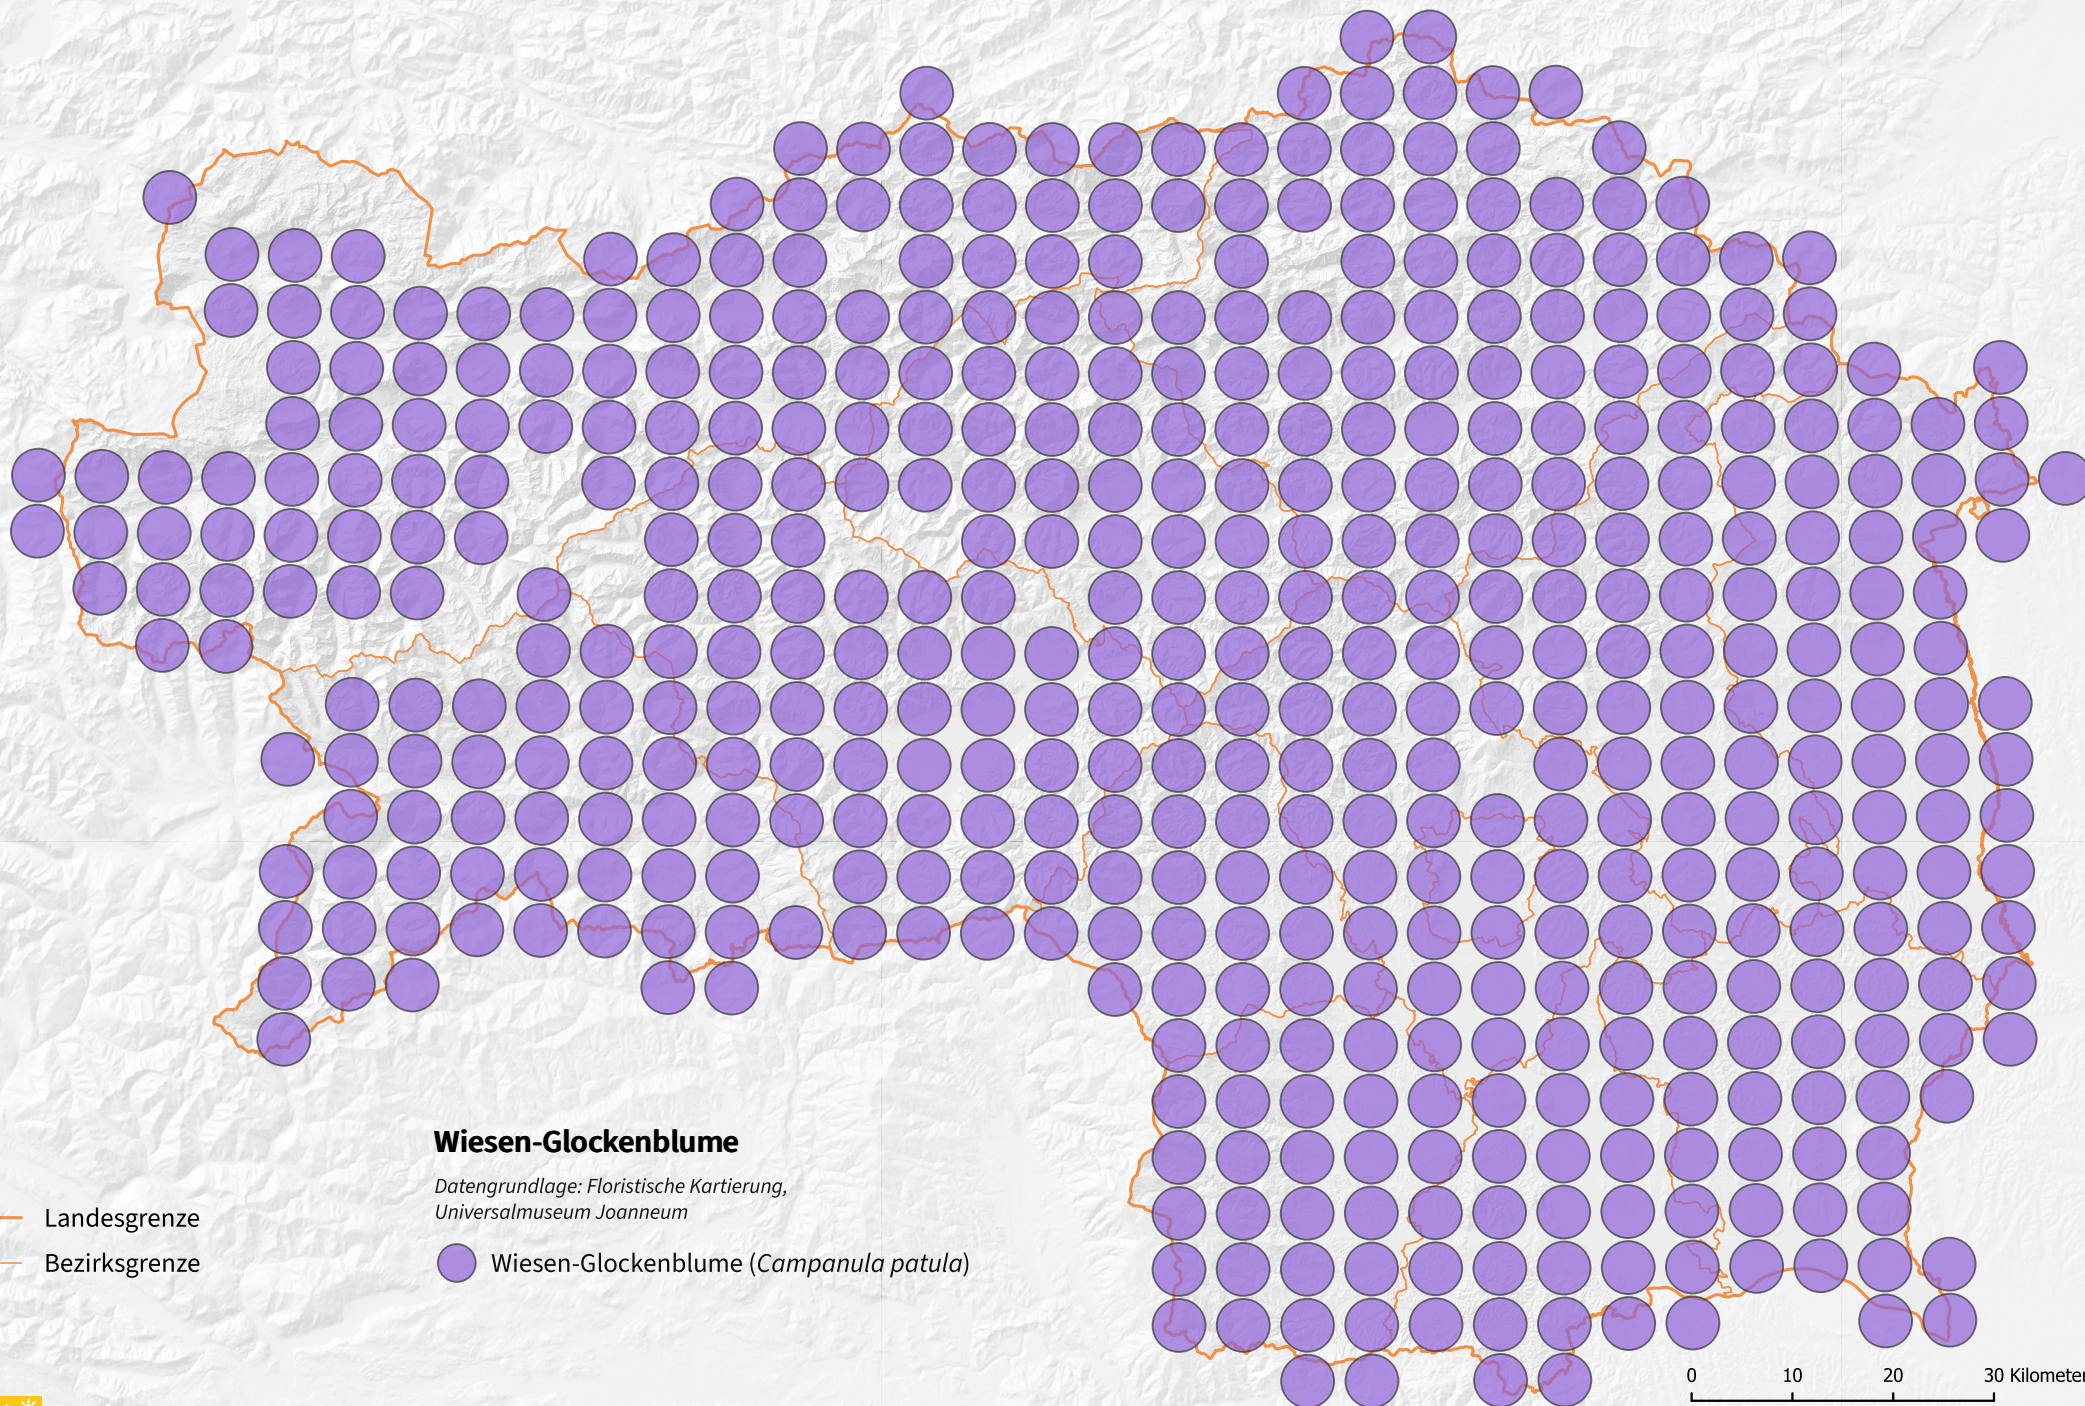 Wiesen-Glockenblume
Datengrundlage: Floristische Kartierung,
Universalmuseum Joanneum
Landesgrenze
Bezirksgrenze
Wiesen-Glockenblume (Campanula patula)
0 10 20 30 Kilometer